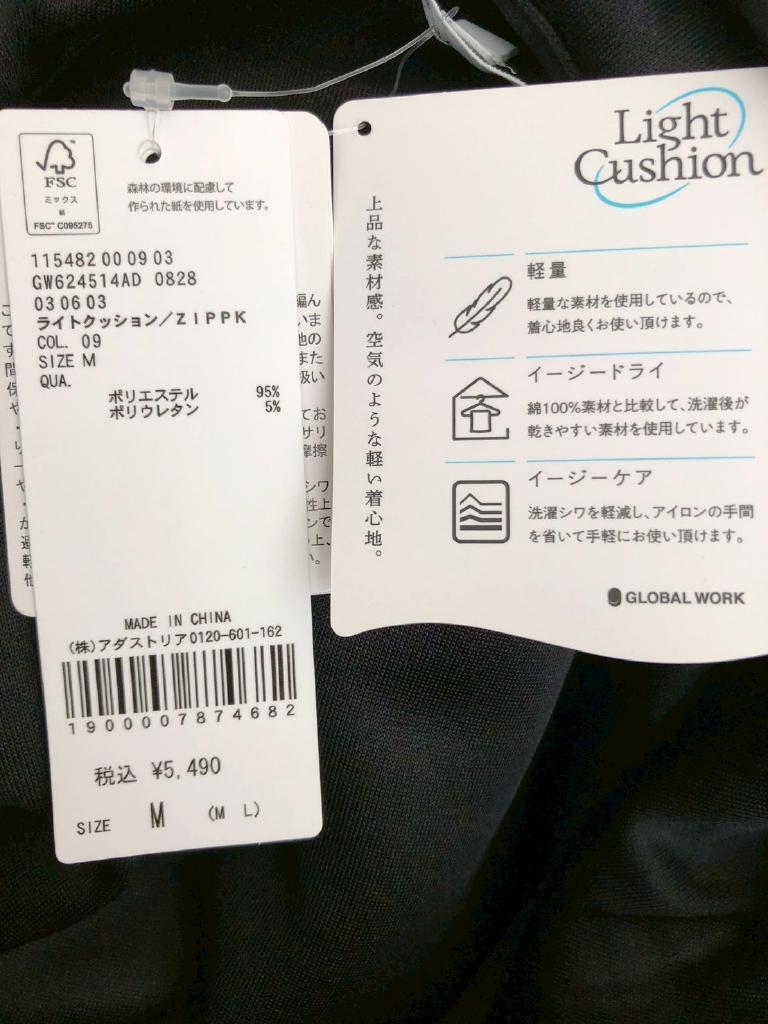 FSC
ミックス
紙
FSC™ C095275
森林の環境に配慮して
作られた紙を使用しています。
115482 00 09 03
GW624514AD 0828
03 06 03
ライトクッション/ZIPPK
COL. 09
SIZE M
QUA.
ポリエステル 95%
ポリウレタン 5%
MADE IN CHINA
(株)アダストリア0120-601-162
1900007874682
税込 ¥5,490
SIZE M (M L)
Light
Cushion
上品な素材感。空気のような軽い着心地。
軽量
軽量な素材を使用しているので、
着心地良くお使い頂けます。
イージードライ
綿100%素材と比較して、洗濯後が
乾きやすい素材を使用しています。
イージーケア
洗濯シワを軽減し、アイロンの手間
を省いて手軽にお使い頂けます。
GLOBAL WORK